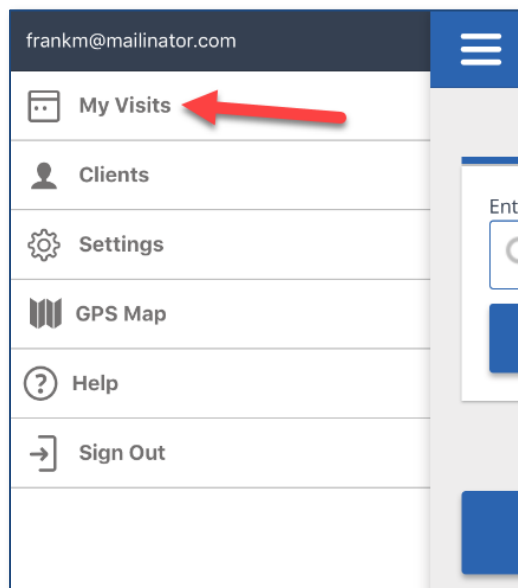 frankm@mailinator.com
My Visits
Clients
Ent
Settings
GPS Map
Help
Sign Out